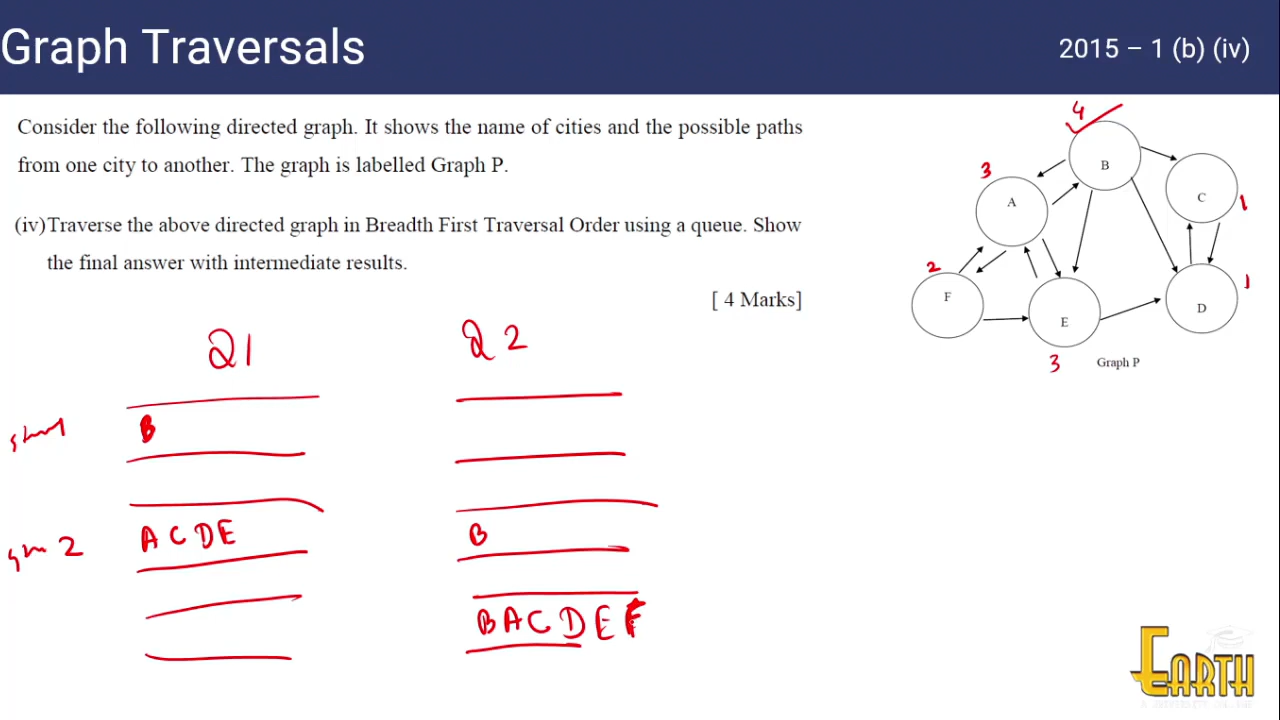 Graph Traversals
2015 – 1 (b) (iv)
Consider the following directed graph. It shows the name of cities and the possible paths
from one city to another. The graph is labelled Graph P.
(iv)Traverse the above directed graph in Breadth First Traversal Order using a queue. Show
the final answer with intermediate results.
[ 4 Marks]
4
B
3
A
C
1
2
F
E
D
1
3
Graph P
Q1
Q2
B
2
ACDE
B
BACDEF
EARTH